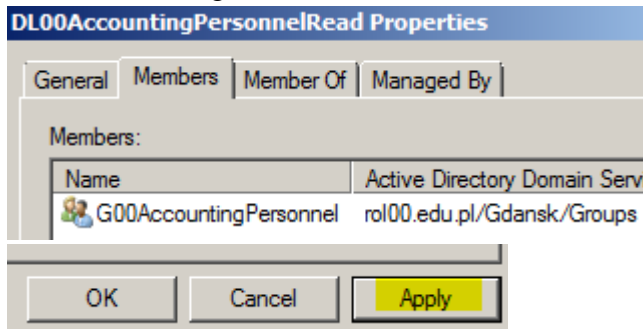 DL00AccountingPersonnelRead Properties
General Members Member Of Managed By
Members:
Name Active Directory Domain Serv
G00AccountingPersonnel rol00.edu.pl/Gdansk/Groups
OK Cancel Apply